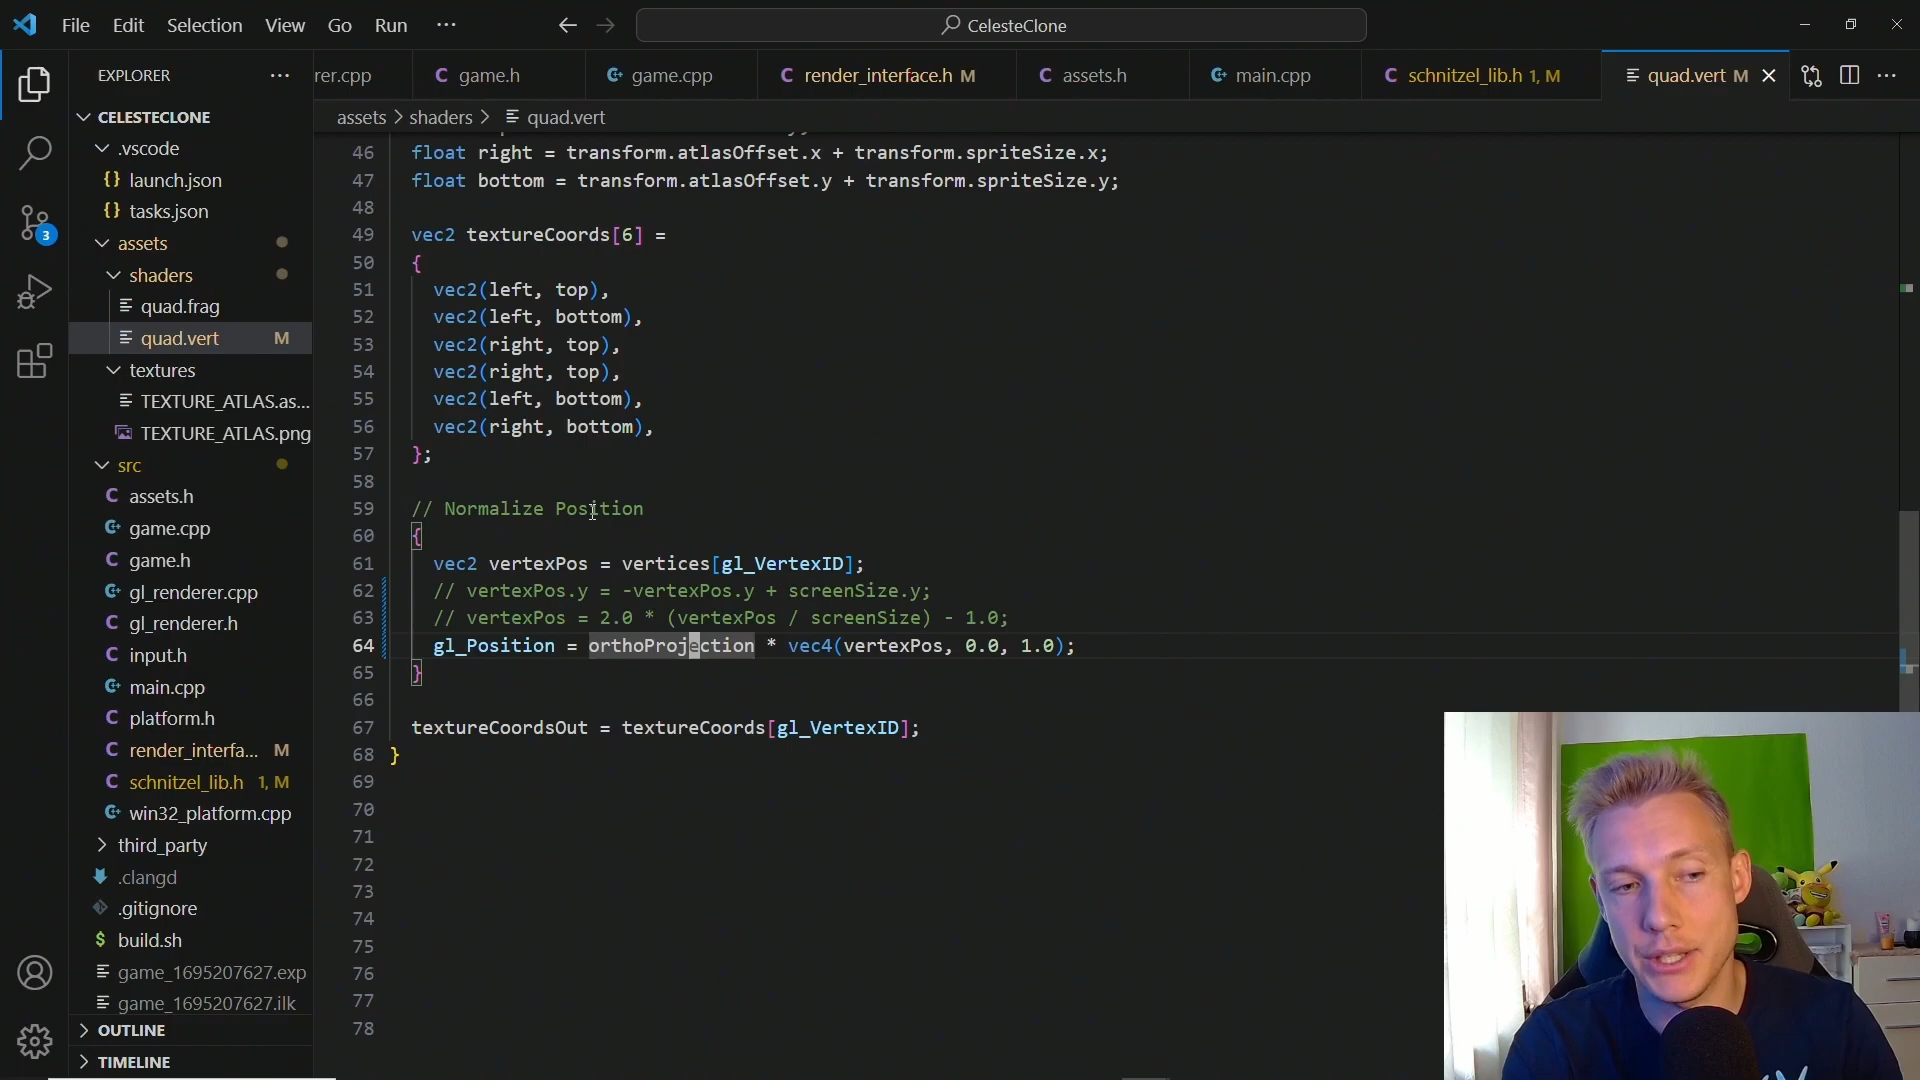 File Edit Selection View Go Run ··· CelesteClone
EXPLORER ···
rer.cpp game.h game.cpp render_interface.h M assets.h main.cpp schnitzel_lib.h 1, M quad.vert M
assets > shaders > quad.vert
CELESTECLONE
.vscode
launch.json
tasks.json
assets
shaders
quad.frag
quad.vert M
textures
TEXTURE_ATLAS.as...
TEXTURE_ATLAS.png
src
assets.h
game.cpp
game.h
gl_renderer.cpp
gl_renderer.h
input.h
main.cpp
platform.h
render_interfa... M
schnitzel_lib.h 1, M
win32_platform.cpp
third_party
.clangd
.gitignore
build.sh
game_1695207627.exp
game_1695207627.ilk
OUTLINE
TIMELINE
3
46 float right = transform.atlasOffset.x + transform.spriteSize.x;
47 float bottom = transform.atlasOffset.y + transform.spriteSize.y;
48
49 vec2 textureCoords[6] =
50 {
51 vec2(left, top),
52 vec2(left, bottom),
53 vec2(right, top),
54 vec2(right, top),
55 vec2(left, bottom),
56 vec2(right, bottom),
57 };
58
59 // Normalize Position
60 {
61 vec2 vertexPos = vertices[gl_VertexID];
62 // vertexPos.y = -vertexPos.y + screenSize.y;
63 // vertexPos = 2.0 * (vertexPos / screenSize) - 1.0;
64 gl_Position = orthoProjection * vec4(vertexPos, 0.0, 1.0);
65 }
66
67 textureCoordsOut = textureCoords[gl_VertexID];
68 }
69
70
71
72
73
74
75
76
77
78